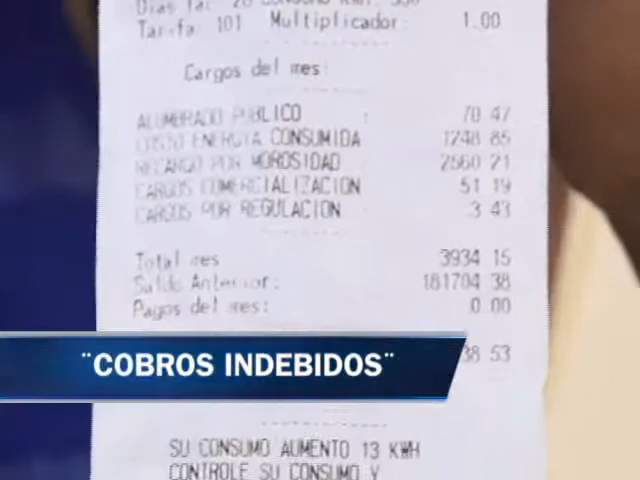 Tarifa: 101 Multiplicador: 1.00
Cargos del mes:
ALUMBRADO PUBLICO 70 47
COSTO ENERGIA CONSUMIDA 1248 85
RECARGO POR MOROSIDAD 2560 21
CARGOS COMERCIALIZACION 51 19
CARGOS POR REGULACION 3 43
Total mes 3934 15
Saldo Anterior: 181704 38
Pagos del mes: 0.00
38 53
¨COBROS INDEBIDOS¨
SU CONSUMO AUMENTO 13 KWH
CONTROLE SU CONSUMO Y